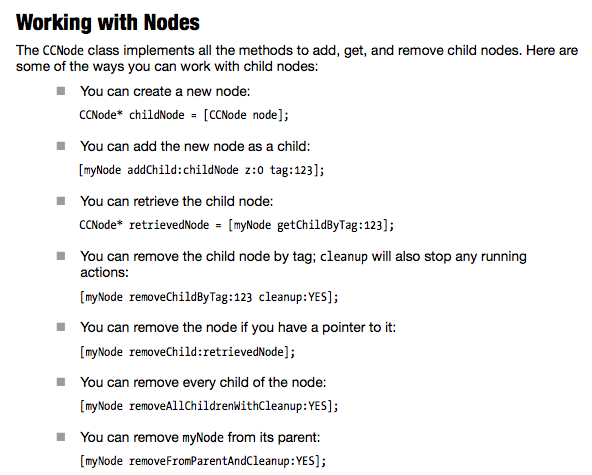 Working with Nodes
The CCNode class implements all the methods to add, get, and remove child nodes. Here are
some of the ways you can work with child nodes:
■ You can create a new node:
CCNode* childNode = [CCNode node];
■ You can add the new node as a child:
[myNode addChild:childNode z:0 tag:123];
■ You can retrieve the child node:
CCNode* retrievedNode = [myNode getChildByTag:123];
■ You can remove the child node by tag; cleanup will also stop any running
actions:
[myNode removeChildByTag:123 cleanup:YES];
■ You can remove the node if you have a pointer to it:
[myNode removeChild:retrievedNode];
■ You can remove every child of the node:
[myNode removeAllChildrenWithCleanup:YES];
■ You can remove myNode from its parent:
[myNode removeFromParentAndCleanup:YES];